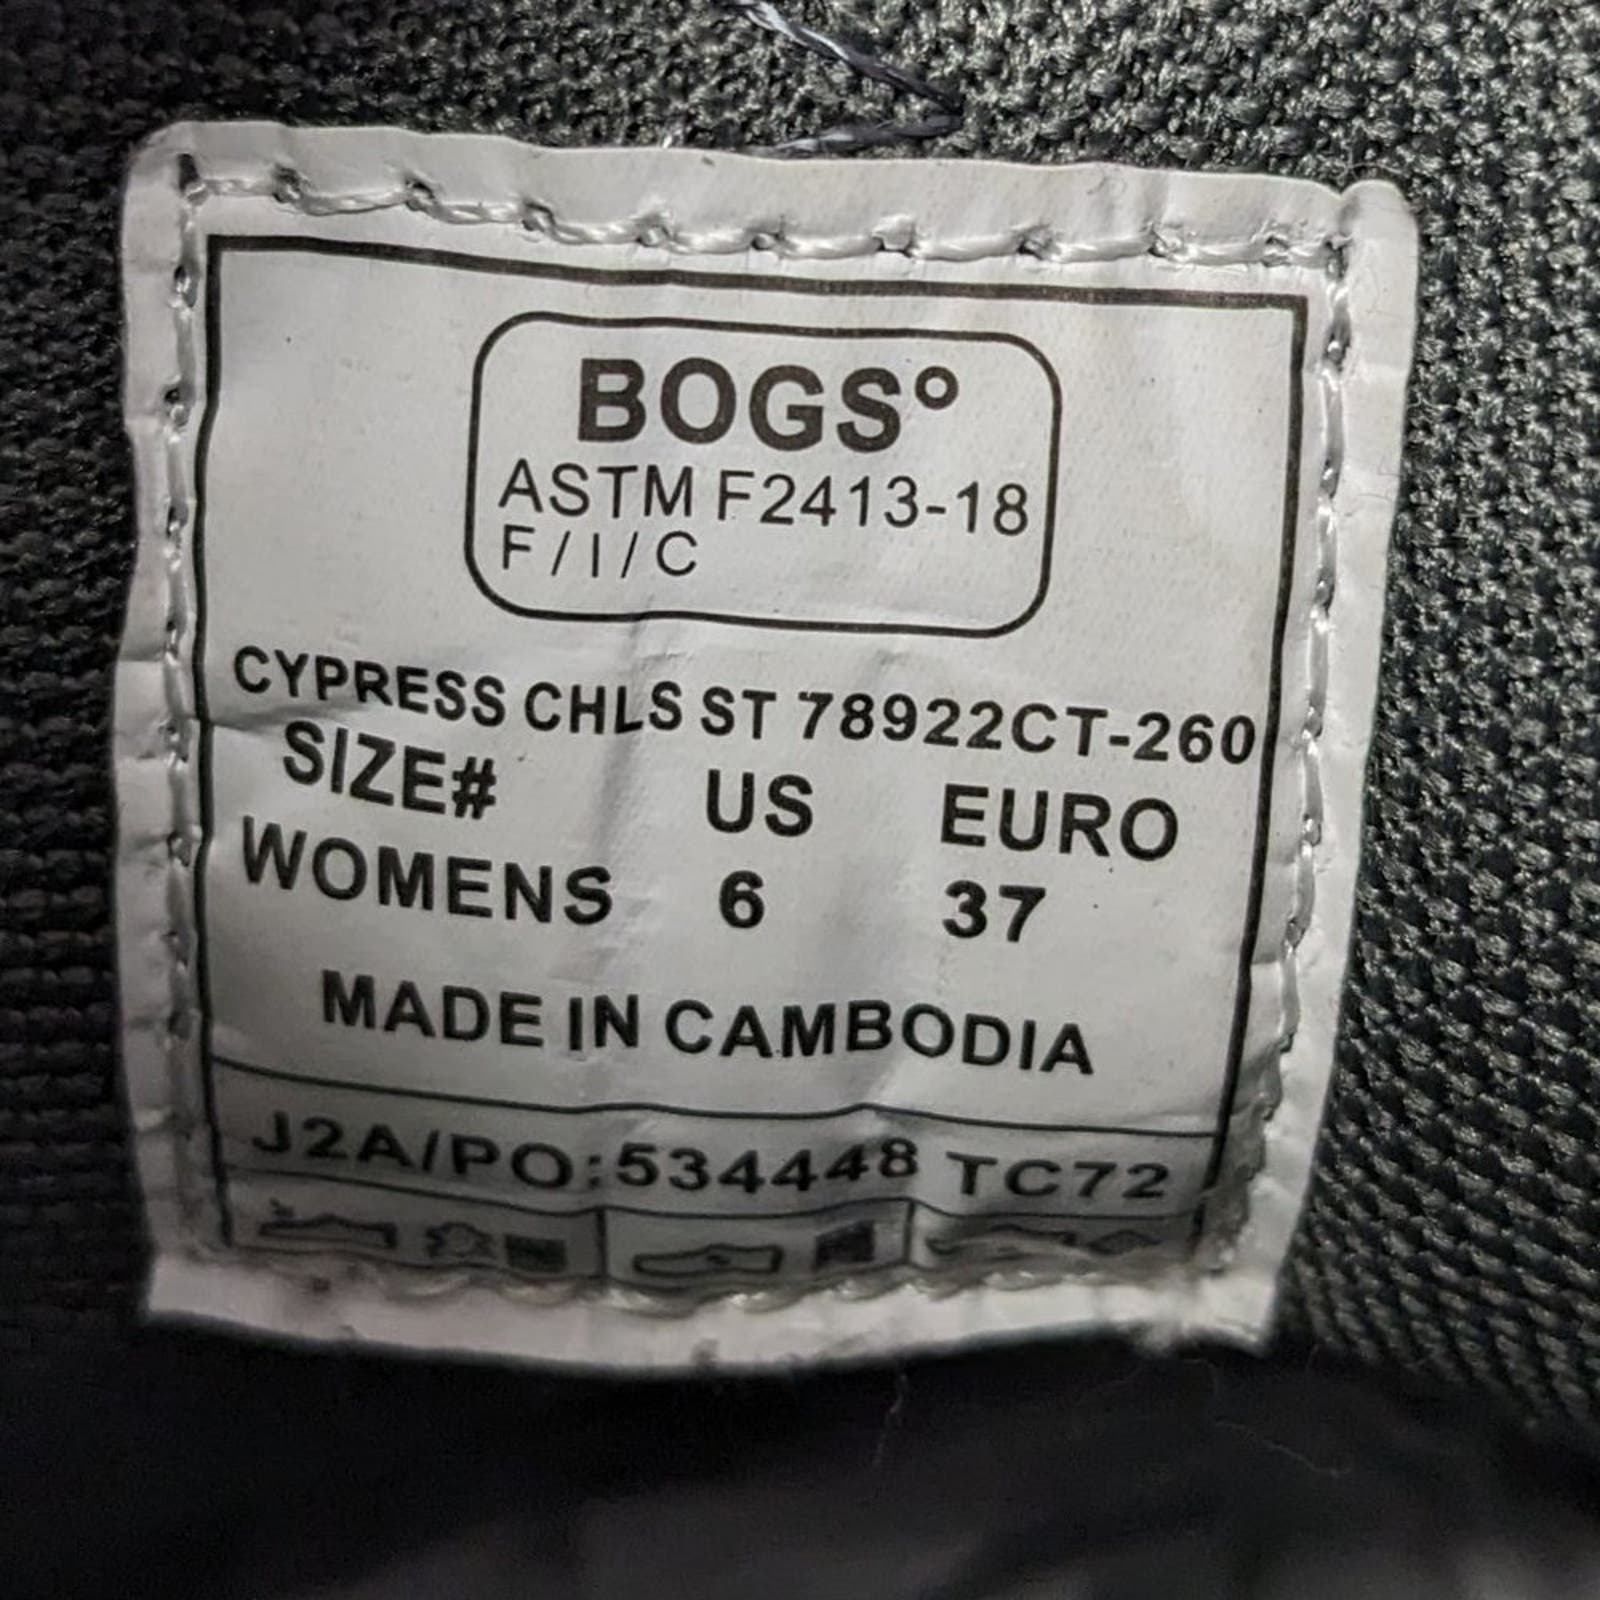 BOGS°
ASTM F2413-18
F / I / C
CYPRESS CHLS ST 78922CT-260
SIZE# US EURO
WOMENS 6 37
MADE IN CAMBODIA
J2A/PO:534448 TC72